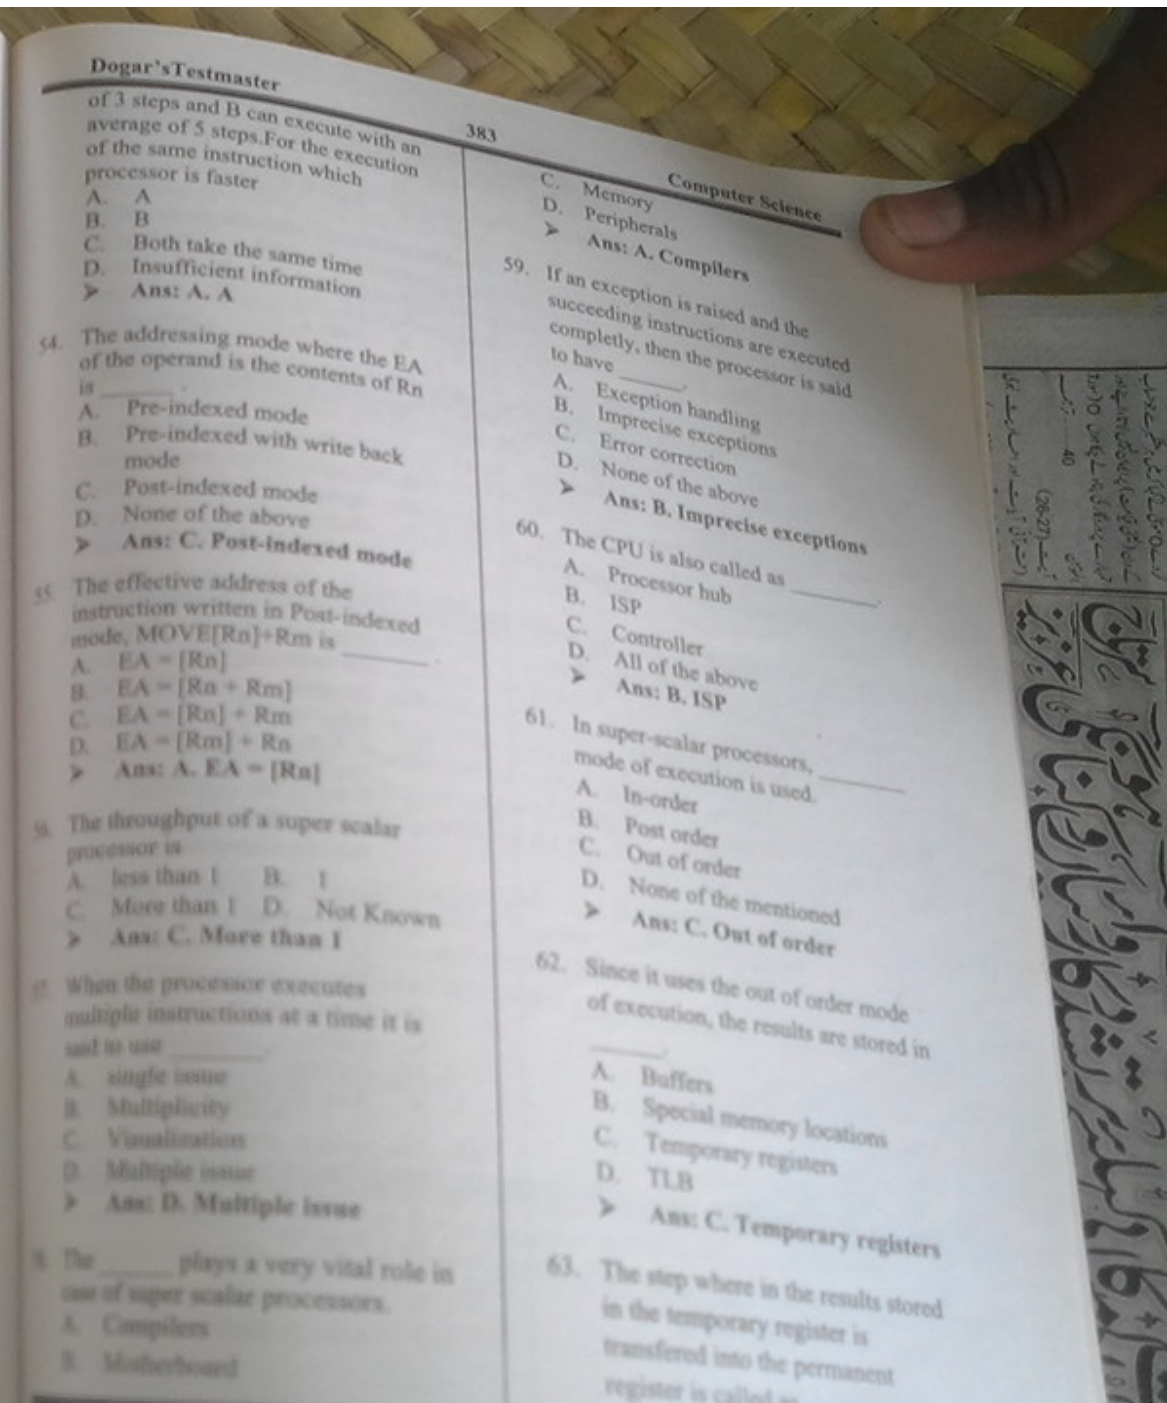 Dogar'sTestmaster
383
Computer Science
of 3 steps and B can execute with an
average of 5 steps.For the execution
of the same instruction which
processor is faster
A. A
B. B
C. Both take the same time
D. Insufficient information
➤ Ans: A. A
54. The addressing mode where the EA
of the operand is the contents of Rn
is ______ .
A. Pre-indexed mode
B. Pre-indexed with write back
mode
C. Post-indexed mode
D. None of the above
➤ Ans: C. Post-indexed mode
55. The effective address of the
instruction written in Post-indexed
mode, MOVE[Rn]+Rm is ______ .
A. EA = [Rn]
B. EA = [Rn + Rm]
C. EA = [Rn] + Rm
D. EA = [Rm] + Rn
➤ Ans: A. EA = [Rn]
56. The throughput of a super scalar
processor is
A. less than 1 B. 1
C. More than 1 D. Not Known
➤ Ans: C. More than 1
When the processor executes
multiple instructions at a time it is
said to use ______.
A. single issue
B. Multiplicity
C. Visualisation
D. Multiple issue
➤ Ans: D. Multiple issue
The ______ plays a very vital role in
case of super scalar processors.
A. Compilers
B. Motherboard
C. Memory
D. Peripherals
➤ Ans: A. Compilers
59. If an exception is raised and the
succeeding instructions are executed
completly, then the processor is said
to have ______.
A. Exception handling
B. Imprecise exceptions
C. Error correction
D. None of the above
➤ Ans: B. Imprecise exceptions
60. The CPU is also called as ______.
A. Processor hub
B. ISP
C. Controller
D. All of the above
➤ Ans: B. ISP
61. In super-scalar processors, ______
mode of execution is used.
A. In-order
B. Post order
C. Out of order
D. None of the mentioned
➤ Ans: C. Out of order
62. Since it uses the out of order mode
of execution, the results are stored in
______.
A. Buffers
B. Special memory locations
C. Temporary registers
D. TLB
➤ Ans: C. Temporary registers
63. The step where in the results stored
in the temporary register is
transfered into the permanent
register is called as